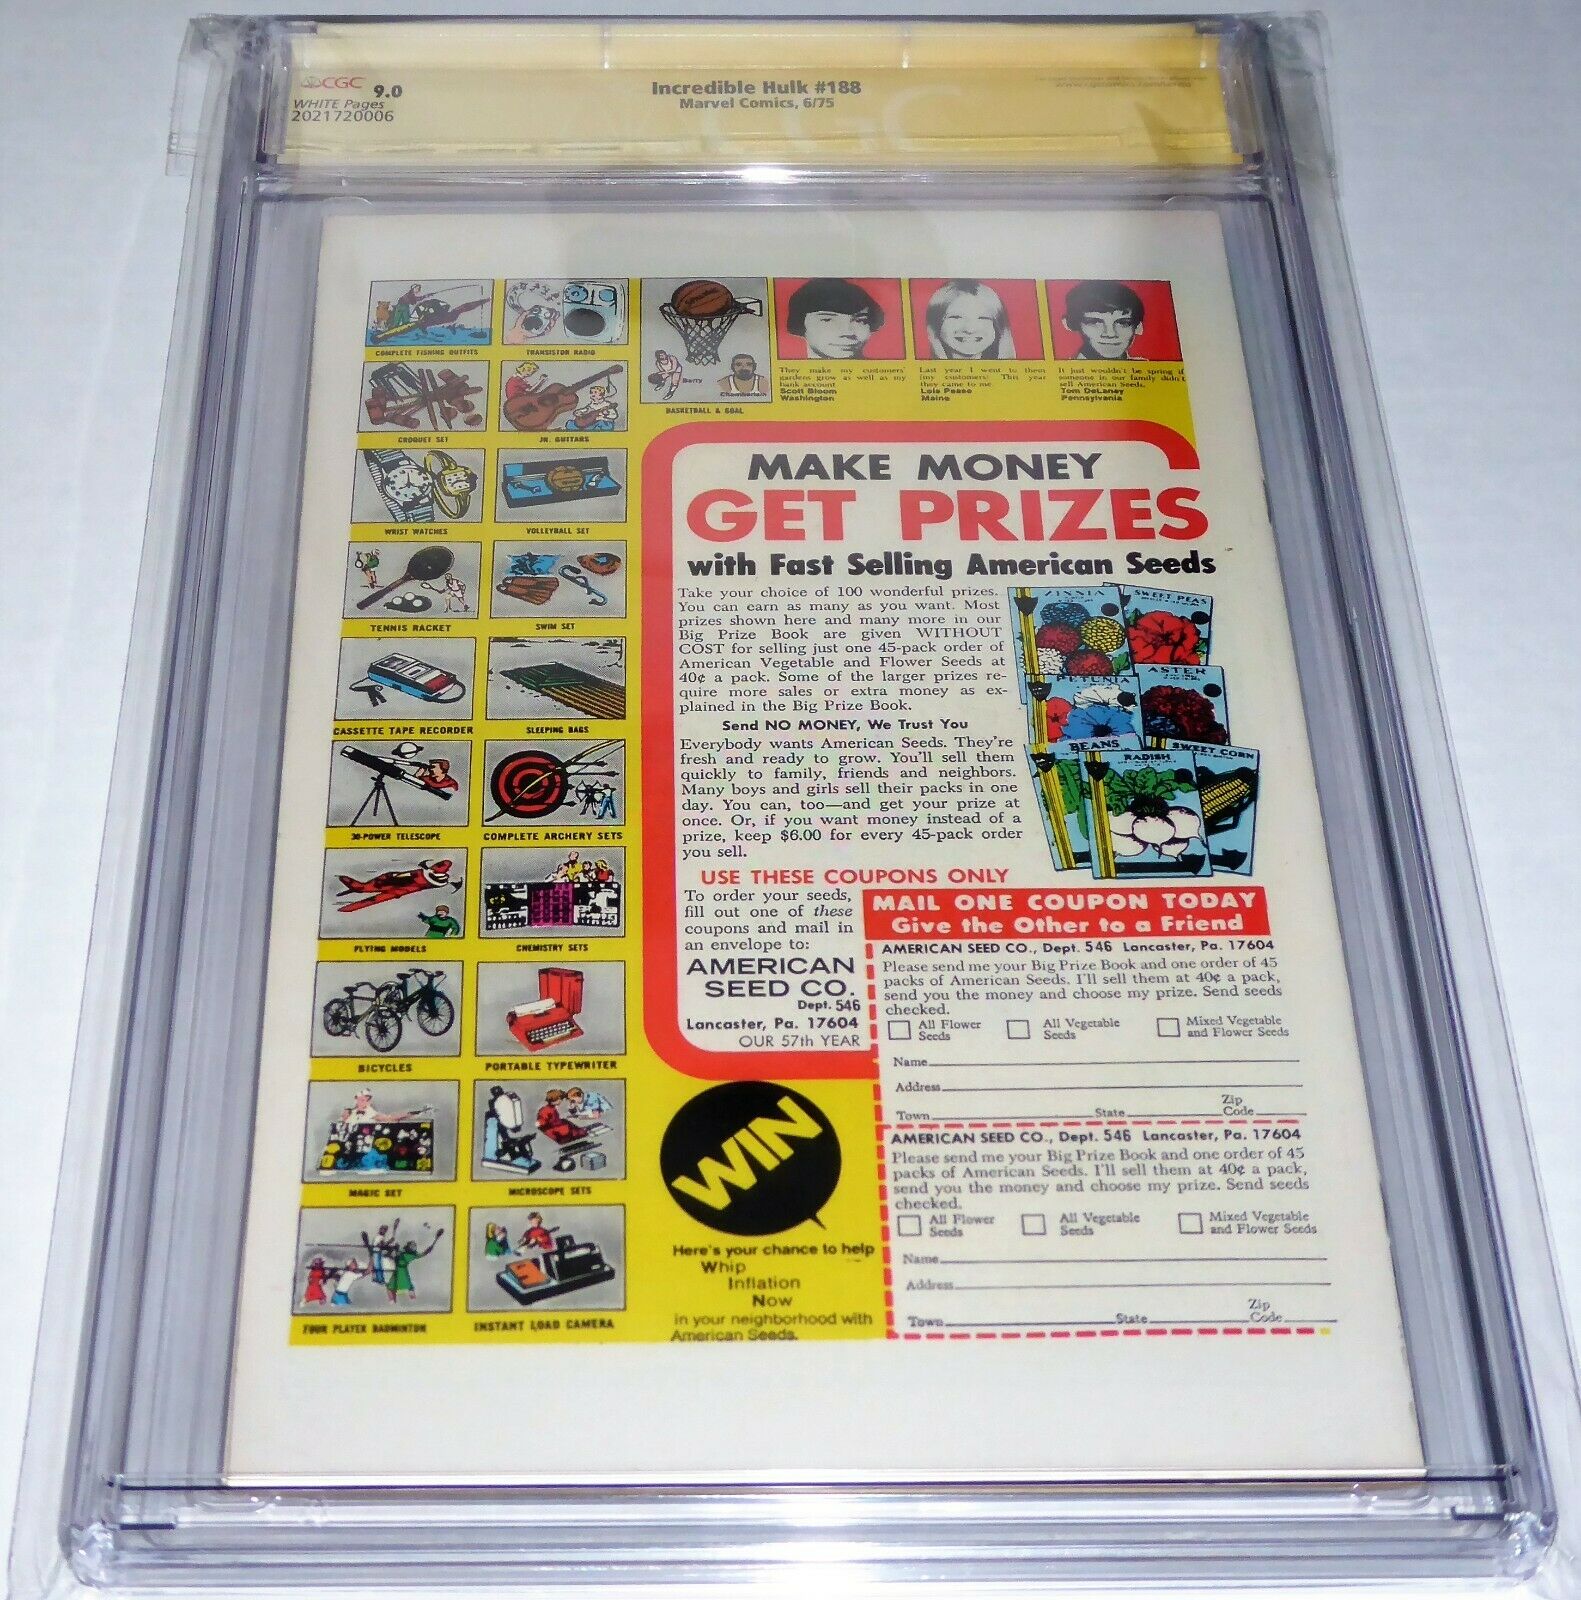 CGC 9.0
WHITE Pages
2021720006
Incredible Hulk #188
Marvel Comics, 6/75
COMPLETE FISHING OUTFITS
TRANSISTOR RADIO
CROQUET SET
JR. GUITARS
WRIST WATCHES
VOLLEYBALL SET
TENNIS RACKET
SWIM SET
CASSETTE TAPE RECORDER
SLEEPING BAGS
30-POWER TELESCOPE
COMPLETE ARCHERY SETS
FLYING MODELS
CHEMISTRY SETS
BICYCLES
PORTABLE TYPEWRITER
MAGIC SET
MICROSCOPE SETS
FOUR PLAYER BADMINTON
INSTANT LOAD CAMERA
Barry
Chamberlain
BASKETBALL & GOAL
They make my customers'
gardens grow as well as my
bank account
Scott Bloom
Washington
Last year I went to them
(my customers) This year
they came to me.
Lois Pease
Maine
It just wouldn't be spring if
someone in our family didn't
sell American Seeds.
Tom DeLaney
Pennsylvania
MAKE MONEY
GET PRIZES
with Fast Selling American Seeds
Take your choice of 100 wonderful prizes.
You can earn as many as you want. Most
prizes shown here and many more in our
Big Prize Book are given WITHOUT
COST for selling just one 45-pack order of
American Vegetable and Flower Seeds at
40¢ a pack. Some of the larger prizes re-
quire more sales or extra money as ex-
plained in the Big Prize Book.
Send NO MONEY, We Trust You
Everybody wants American Seeds. They're
fresh and ready to grow. You'll sell them
quickly to family, friends and neighbors.
Many boys and girls sell their packs in one
day. You can, too—and get your prize at
once. Or, if you want money instead of a
prize, keep $6.00 for every 45-pack order
you sell.
ZINNIA
SWEET PEAS
ASTER
PETUNIA
BEANS
RADISH
SWEET CORN
USE THESE COUPONS ONLY
To order your seeds,
fill out one of these
coupons and mail in
an envelope to:
AMERICAN
SEED CO.
Dept. 546
Lancaster, Pa. 17604
OUR 57th YEAR
MAIL ONE COUPON TODAY
Give the Other to a Friend
AMERICAN SEED CO., Dept. 546 Lancaster, Pa. 17604
Please send me your Big Prize Book and one order of 45
packs of American Seeds. I'll sell them at 40¢ a pack,
send you the money and choose my prize. Send seeds
checked.
All Flower Seeds
All Vegetable Seeds
Mixed Vegetable and Flower Seeds
Name
Address
Town State Zip Code
AMERICAN SEED CO., Dept. 546 Lancaster, Pa. 17604
Please send me your Big Prize Book and one order of 45
packs of American Seeds. I'll sell them at 40¢ a pack,
send you the money and choose my prize. Send seeds
checked.
All Flower Seeds
All Vegetable Seeds
Mixed Vegetable and Flower Seeds
Name
Address
Town State Zip Code
WIN
Here's your chance to help
Whip
Inflation
Now
in your neighborhood with
American Seeds.